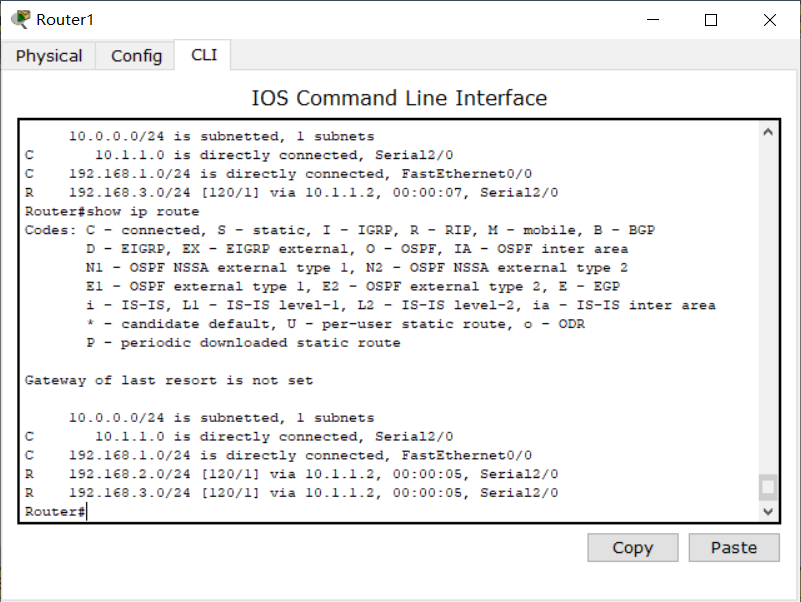 Router1
Physical Config CLI
IOS Command Line Interface
10.0.0.0/24 is subnetted, 1 subnets
C 10.1.1.0 is directly connected, Serial2/0
C 192.168.1.0/24 is directly connected, FastEthernet0/0
R 192.168.3.0/24 [120/1] via 10.1.1.2, 00:00:07, Serial2/0
Router#show ip route
Codes: C - connected, S - static, I - IGRP, R - RIP, M - mobile, B - BGP
D - EIGRP, EX - EIGRP external, O - OSPF, IA - OSPF inter area
N1 - OSPF NSSA external type 1, N2 - OSPF NSSA external type 2
E1 - OSPF external type 1, E2 - OSPF external type 2, E - EGP
i - IS-IS, L1 - IS-IS level-1, L2 - IS-IS level-2, ia - IS-IS inter area
* - candidate default, U - per-user static route, o - ODR
P - periodic downloaded static route
Gateway of last resort is not set
10.0.0.0/24 is subnetted, 1 subnets
C 10.1.1.0 is directly connected, Serial2/0
C 192.168.1.0/24 is directly connected, FastEthernet0/0
R 192.168.2.0/24 [120/1] via 10.1.1.2, 00:00:05, Serial2/0
R 192.168.3.0/24 [120/1] via 10.1.1.2, 00:00:05, Serial2/0
Router#
Copy Paste